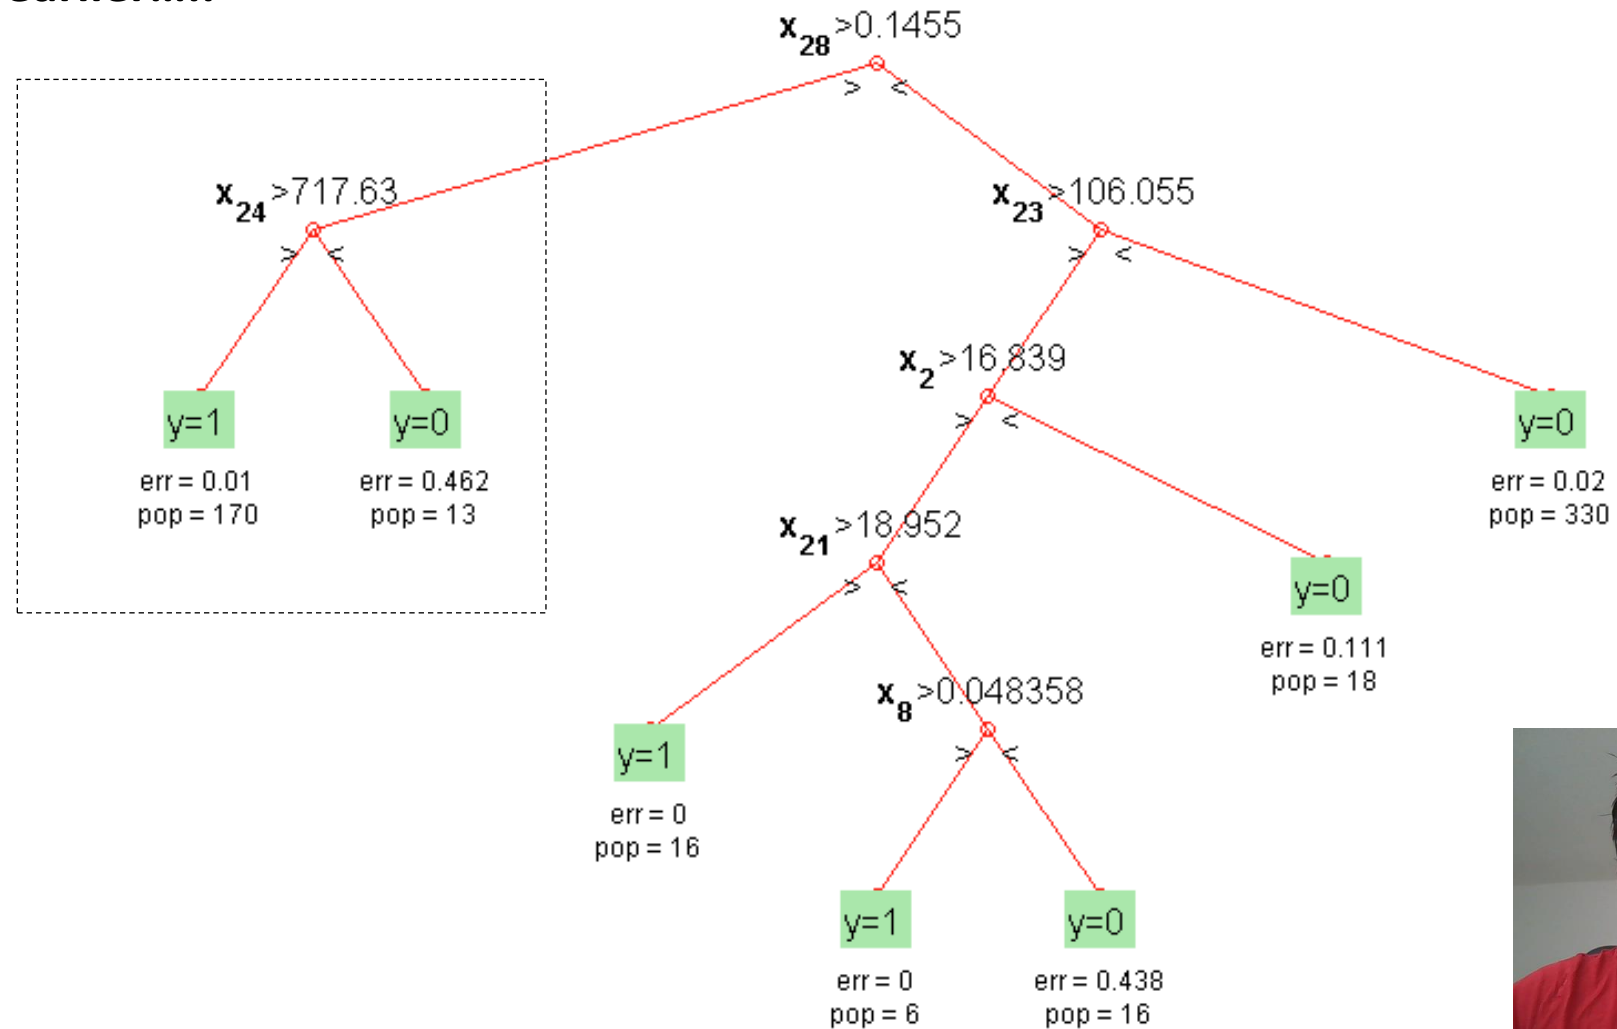 x28 >0.1455
> <
x24 >717.63
> <
x23 >106.055
> <
x2 >16.839
> <
y=1
err = 0.01
pop = 170
y=0
err = 0.462
pop = 13
y=0
err = 0.02
pop = 330
x21 >18.952
> <
y=0
err = 0.111
pop = 18
x8 >0.048358
> <
y=1
err = 0
pop = 16
y=1
err = 0
pop = 6
y=0
err = 0.438
pop = 16